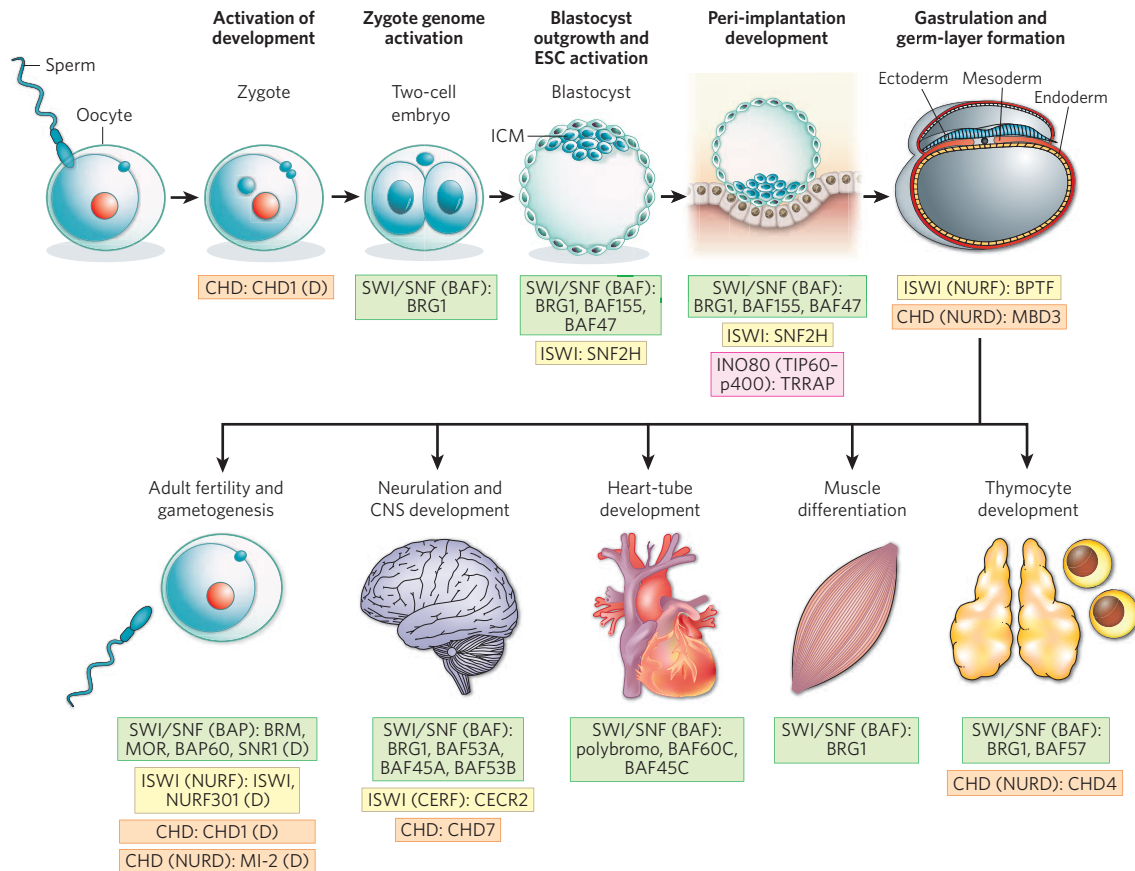 Activation of
development
Zygote genome
activation
Blastocyst
outgrowth and
ESC activation
Peri-implantation
development
Gastrulation and
germ-layer formation
Sperm
Oocyte
Zygote
Two-cell
embryo
Blastocyst
ICM
Ectoderm
Mesoderm
Endoderm
CHD: CHD1 (D)
SWI/SNF (BAF):
BRG1
SWI/SNF (BAF):
BRG1, BAF155,
BAF47
ISWI: SNF2H
SWI/SNF (BAF):
BRG1, BAF155, BAF47
ISWI: SNF2H
INO80 (TIP60–
p400): TRRAP
ISWI (NURF): BPTF
CHD (NURD): MBD3
Adult fertility and
gametogenesis
Neurulation and
CNS development
Heart-tube
development
Muscle
differentiation
Thymocyte
development
SWI/SNF (BAP): BRM,
MOR, BAP60, SNR1 (D)
ISWI (NURF): ISWI,
NURF301 (D)
CHD: CHD1 (D)
CHD (NURD): MI-2 (D)
SWI/SNF (BAF):
BRG1, BAF53A,
BAF45A, BAF53B
ISWI (CERF): CECR2
CHD: CHD7
SWI/SNF (BAF):
polybromo, BAF60C,
BAF45C
SWI/SNF (BAF):
BRG1
SWI/SNF (BAF):
BRG1, BAF57
CHD (NURD): CHD4